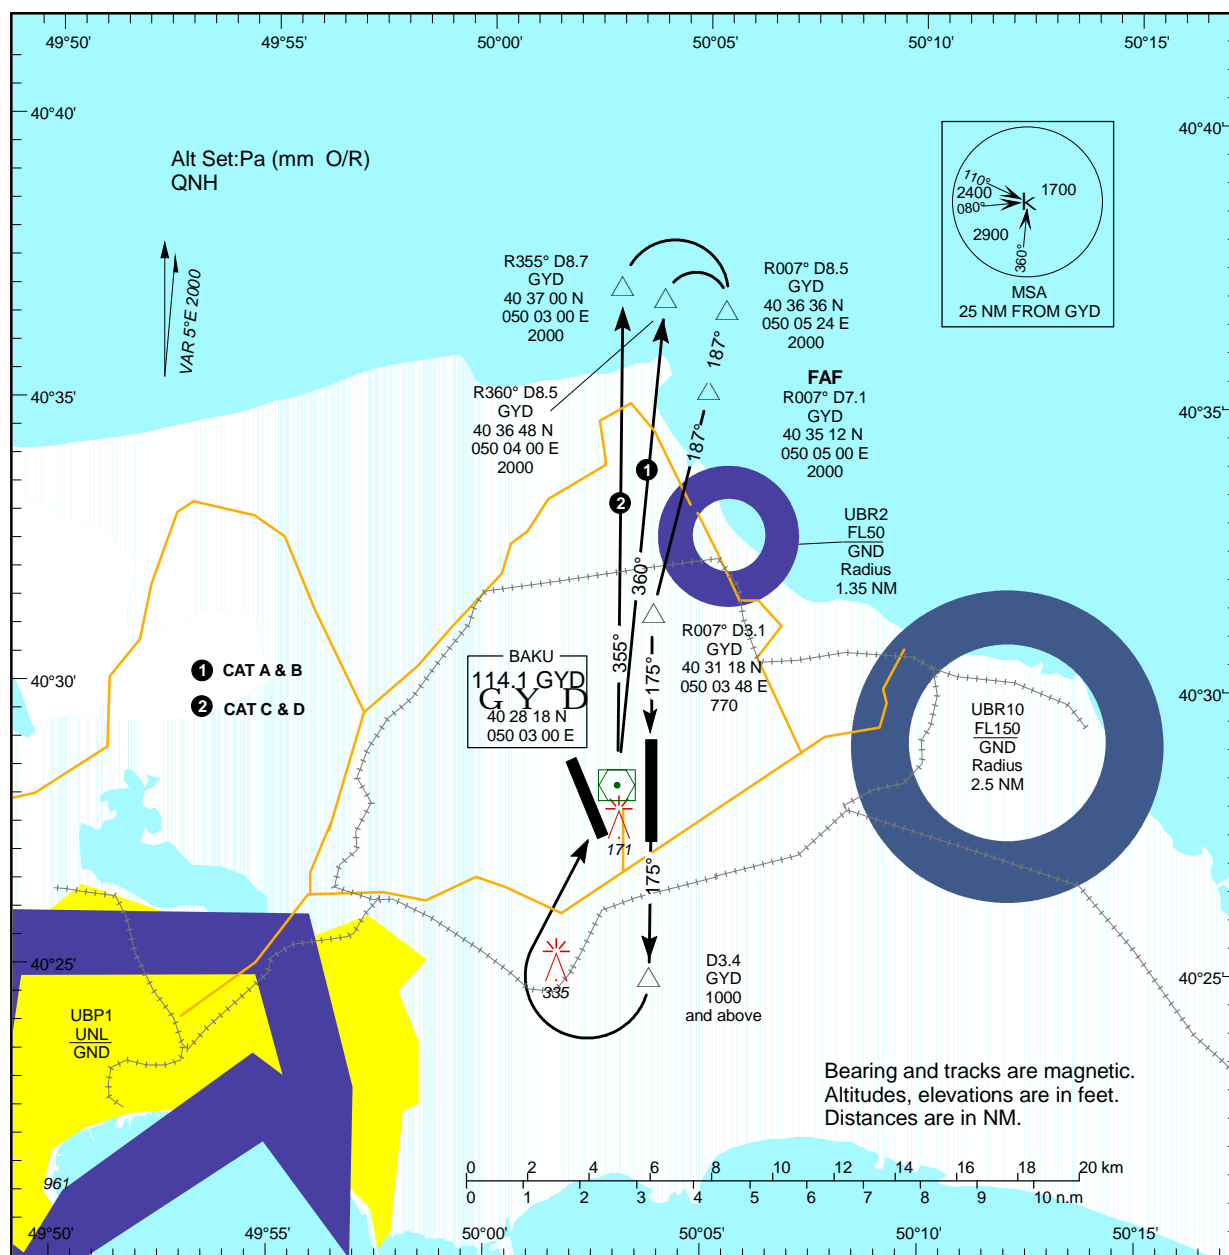 49°50'
49°55'
50°00'
50°05'
50°10'
50°15'
40°40'
40°40'
Alt Set:Pa (mm O/R)
QNH
110°
2400
080°
1700
2900
360°
MSA
25 NM FROM GYD
VAR 5°E 2000
R355° D8.7
GYD
40 37 00 N
050 03 00 E
2000
R007° D8.5
GYD
40 36 36 N
050 05 24 E
2000
187°
FAF
R007° D7.1
GYD
40 35 12 N
050 05 00 E
2000
40°35'
40°35'
R360° D8.5
GYD
40 36 48 N
050 04 00 E
2000
187°
1
2
UBR2
FL50
GND
Radius
1.35 NM
360°
355°
175°
R007° D3.1
GYD
40 31 18 N
050 03 48 E
770
BAKU
114.1 GYD
G Y D
40 28 18 N
050 03 00 E
1 CAT A & B
2 CAT C & D
40°30'
40°30'
UBR10
FL150
GND
Radius
2.5 NM
171
175°
335
D3.4
GYD
1000
and above
40°25'
40°25'
UBP1
UNL
GND
Bearing and tracks are magnetic.
Altitudes, elevations are in feet.
Distances are in NM.
961
0 2 4 6 8 10 12 14 16 18 20 km
0 1 2 3 4 5 6 7 8 9 10 n.m
49°50'
49°55'
50°00'
50°05'
50°10'
50°15'